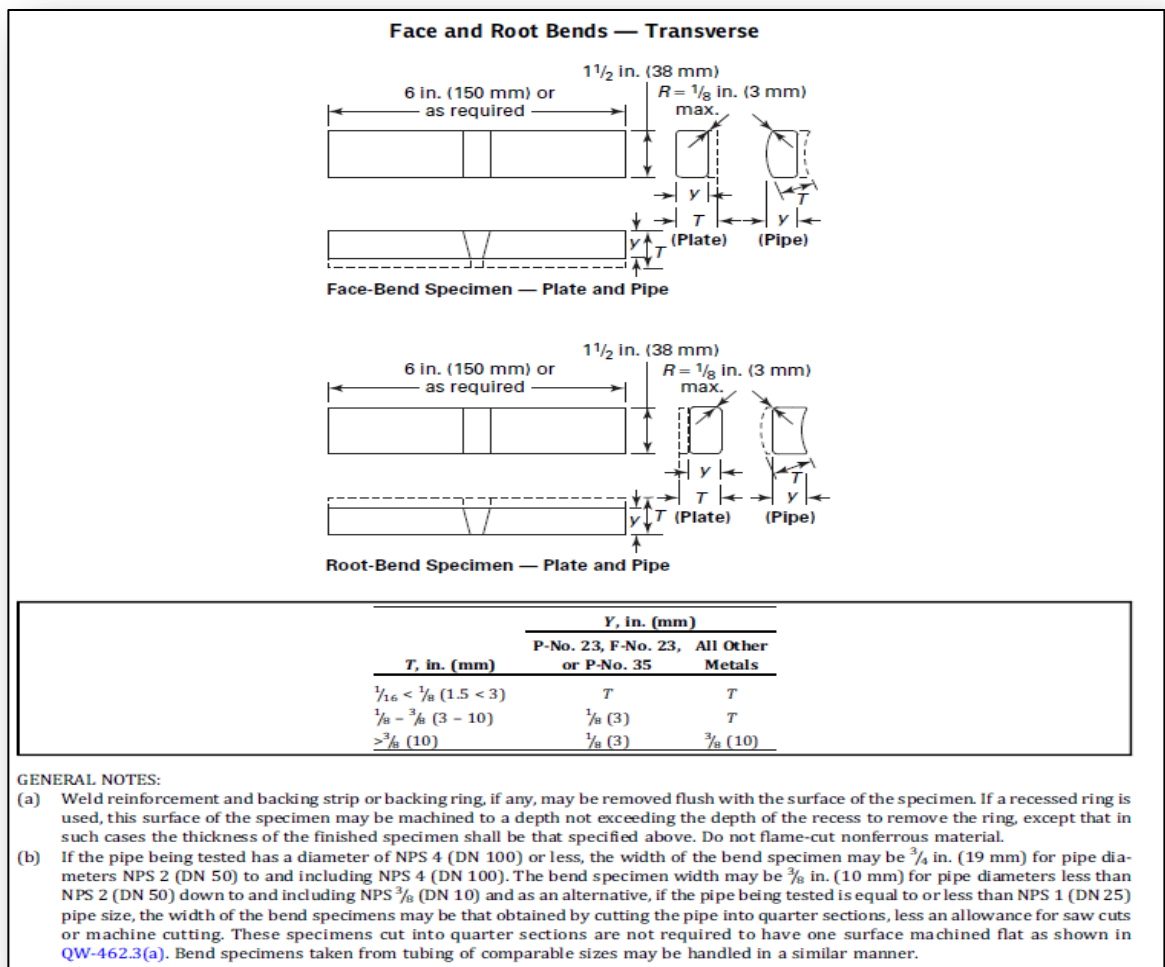 Face and Root Bends — Transverse
1 1/2 in. (38 mm)
6 in. (150 mm) or
as required
R = 1/8 in. (3 mm)
max.
y
T
T
y
(Plate)
(Pipe)
y
T
Face-Bend Specimen — Plate and Pipe
1 1/2 in. (38 mm)
6 in. (150 mm) or
as required
R = 1/8 in. (3 mm)
max.
y
T
T
y
(Plate)
(Pipe)
y
T
Root-Bend Specimen — Plate and Pipe
Y, in. (mm)
P-No. 23, F-No. 23, All Other
T, in. (mm) or P-No. 35 Metals
1/16 < 1/8 (1.5 < 3) T T
1/8 – 3/8 (3 – 10) 1/8 (3) T
>3/8 (10) 1/8 (3) 3/8 (10)
GENERAL NOTES:
(a) Weld reinforcement and backing strip or backing ring, if any, may be removed flush with the surface of the specimen. If a recessed ring is
used, this surface of the specimen may be machined to a depth not exceeding the depth of the recess to remove the ring, except that in
such cases the thickness of the finished specimen shall be that specified above. Do not flame-cut nonferrous material.
(b) If the pipe being tested has a diameter of NPS 4 (DN 100) or less, the width of the bend specimen may be 3/4 in. (19 mm) for pipe dia-
meters NPS 2 (DN 50) to and including NPS 4 (DN 100). The bend specimen width may be 3/8 in. (10 mm) for pipe diameters less than
NPS 2 (DN 50) down to and including NPS 3/8 (DN 10) and as an alternative, if the pipe being tested is equal to or less than NPS 1 (DN 25)
pipe size, the width of the bend specimens may be that obtained by cutting the pipe into quarter sections, less an allowance for saw cuts
or machine cutting. These specimens cut into quarter sections are not required to have one surface machined flat as shown in
QW-462.3(a). Bend specimens taken from tubing of comparable sizes may be handled in a similar manner.